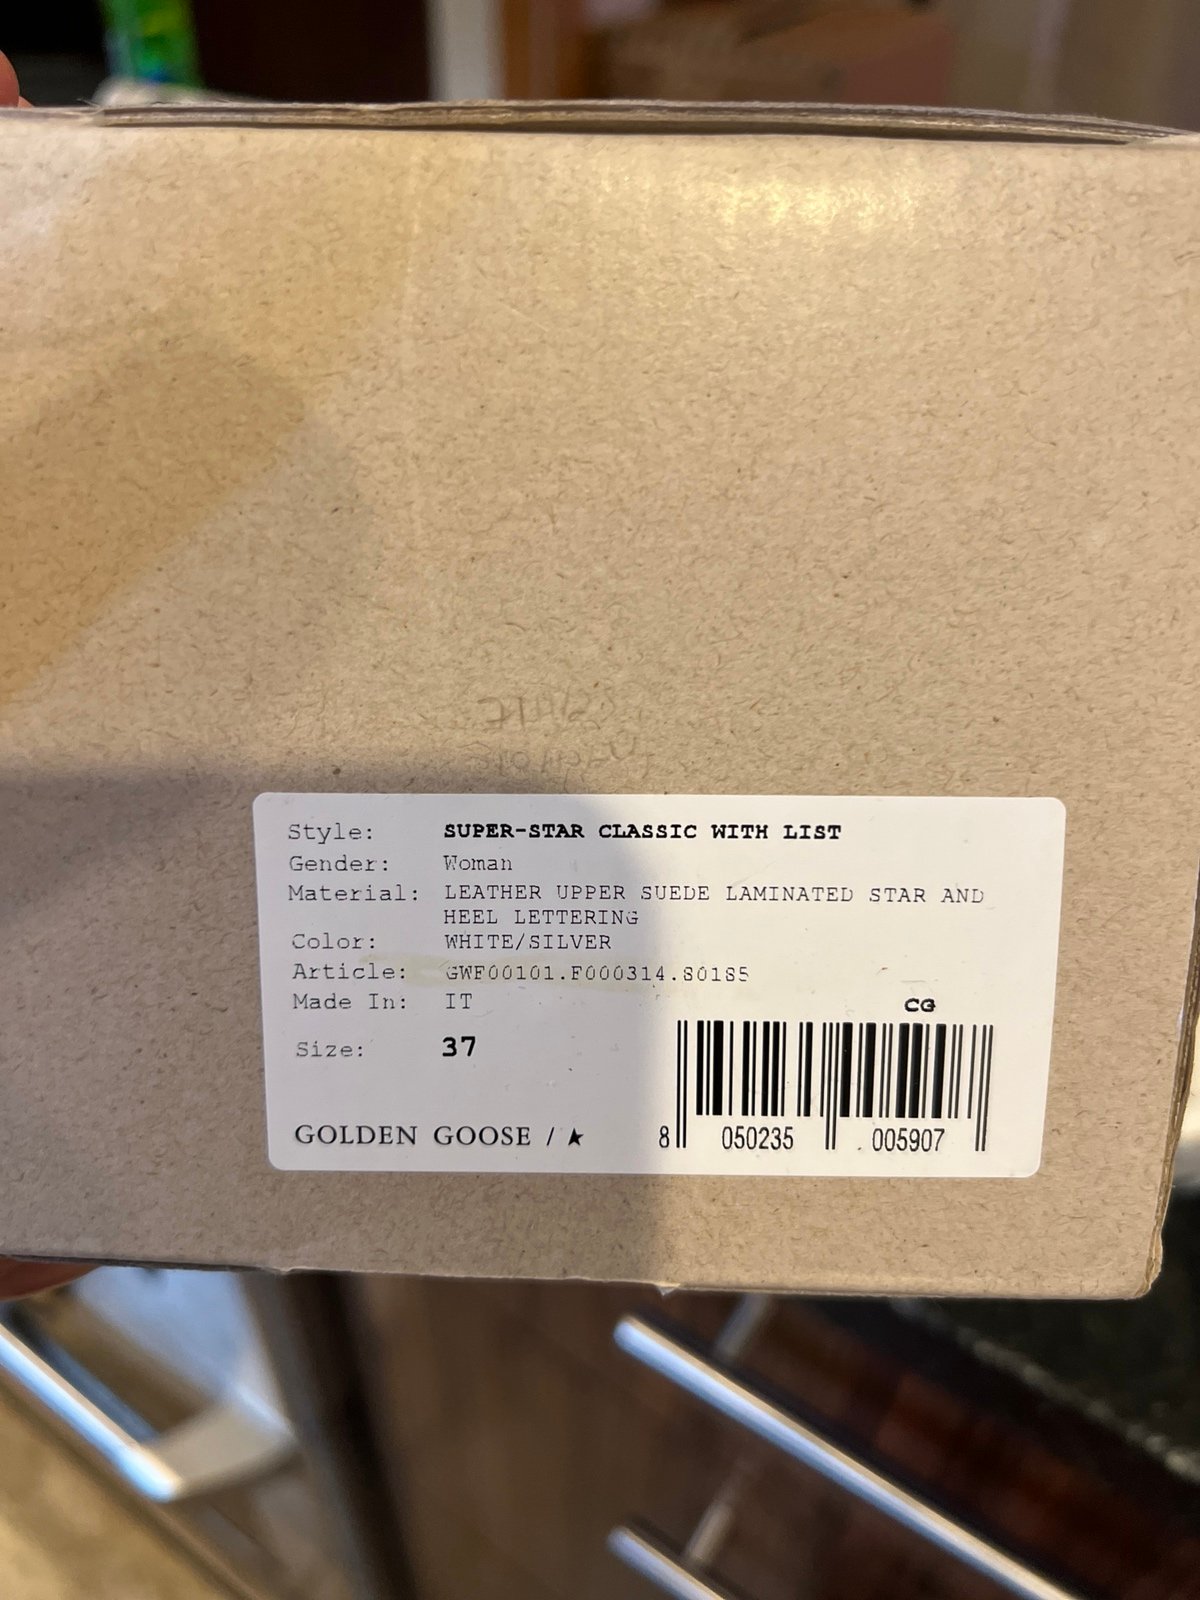 Style: SUPER-STAR CLASSIC WITH LIST
Gender: Woman
Material: LEATHER UPPER SUEDE LAMINATED STAR AND
HEEL LETTERING
Color: WHITE/SILVER
Article: GWF00101.F000314.80185
Made In: IT
CG
Size: 37
GOLDEN GOOSE / ★
8 050235 005907